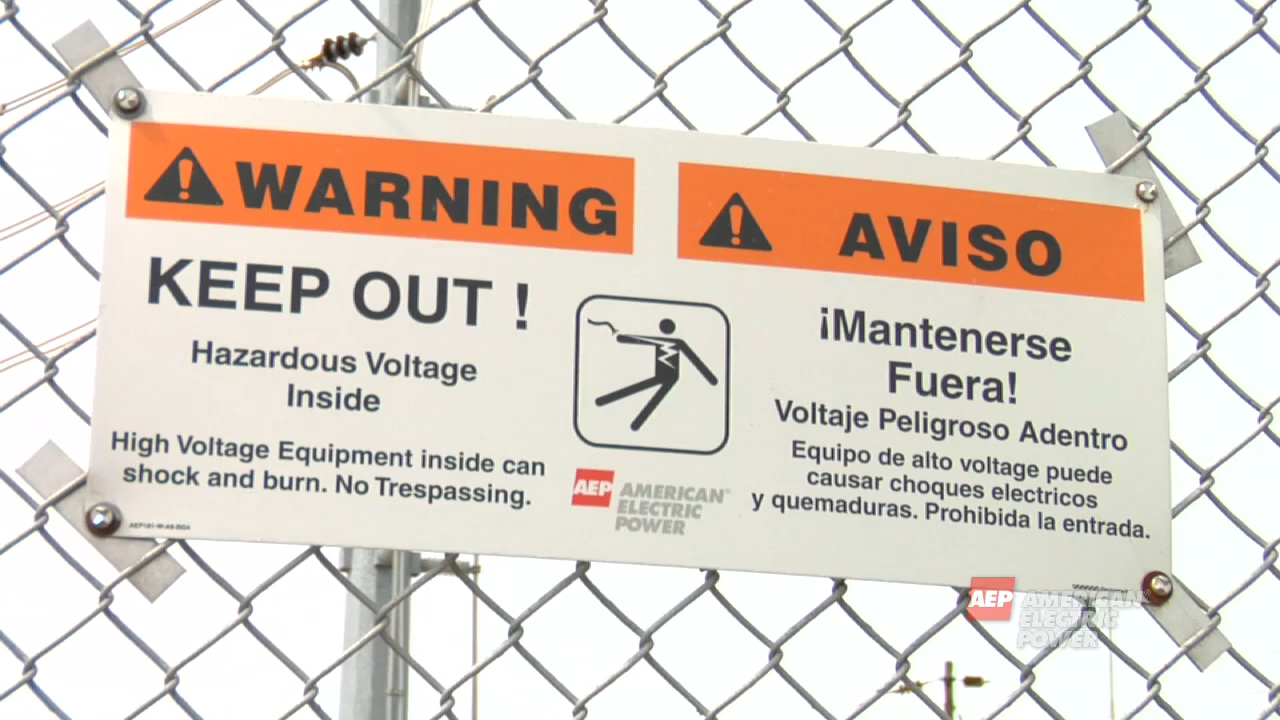 WARNING
KEEP OUT !
Hazardous Voltage
Inside
High Voltage Equipment inside can
shock and burn. No Trespassing.
AEP AMERICAN®
ELECTRIC
POWER
AVISO
¡Mantenerse
Fuera!
Voltaje Peligroso Adentro
Equipo de alto voltage puede
causar choques electricos
y quemaduras. Prohibida la entrada.
AEP AMERICAN®
ELECTRIC
POWER